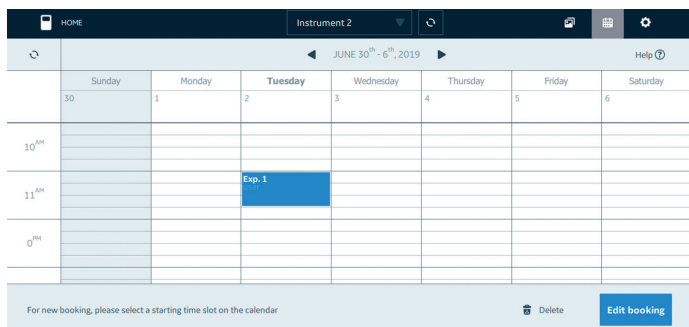 HOME Instrument 2
JUNE 30th - 6th, 2019 Help ?
Sunday Monday Tuesday Wednesday Thursday Friday Saturday
30 1 2 3 4 5 6
10AM
Exp. 1
11AM
0PM
For new booking, please select a starting time slot on the calendar Delete Edit booking